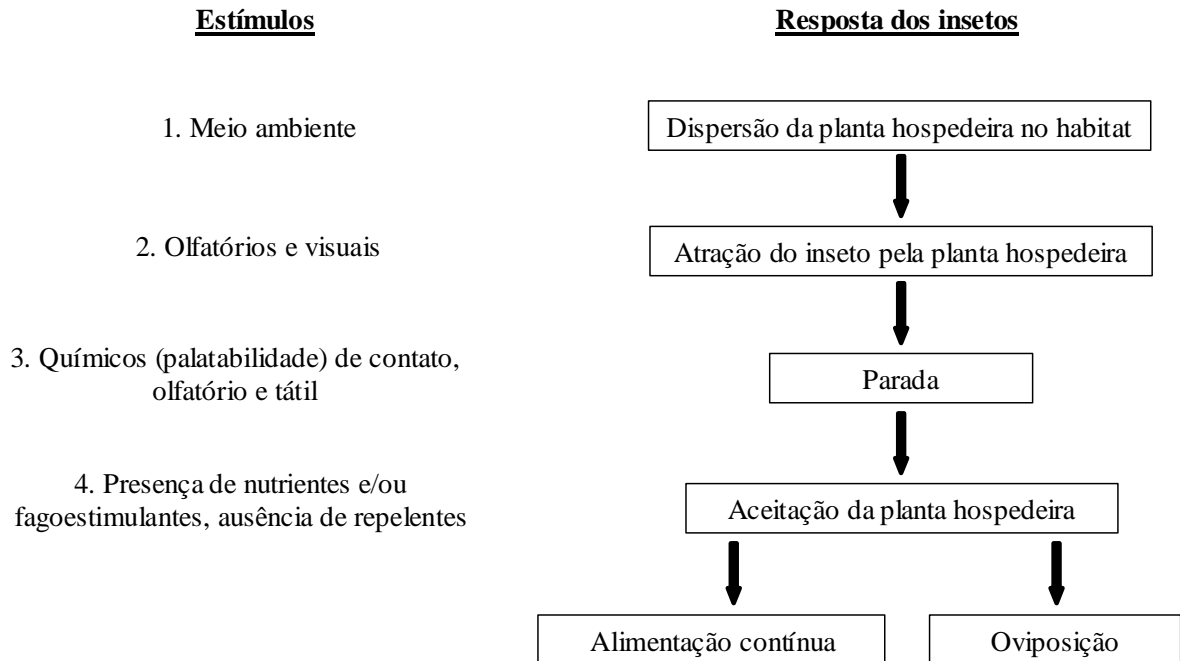 Estímulos
Resposta dos insetos
1. Meio ambiente
Dispersão da planta hospedeira no habitat
2. Olfatórios e visuais
Atração do inseto pela planta hospedeira
3. Químicos (palatabilidade) de contato,
olfatório e tátil
Parada
4. Presença de nutrientes e/ou
fagoestimulantes, ausência de repelentes
Aceitação da planta hospedeira
Alimentação contínua
Oviposição